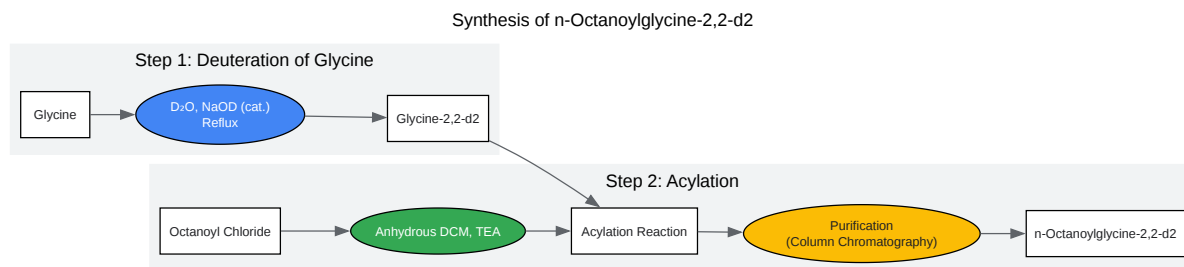 Synthesis of n-Octanoylglycine-2,2-d2
Step 1: Deuteration of Glycine
Glycine
D₂O, NaOD (cat.)
Reflux
Glycine-2,2-d2
Step 2: Acylation
Octanoyl Chloride
Anhydrous DCM, TEA
Acylation Reaction
Purification
(Column Chromatography)
n-Octanoylglycine-2,2-d2